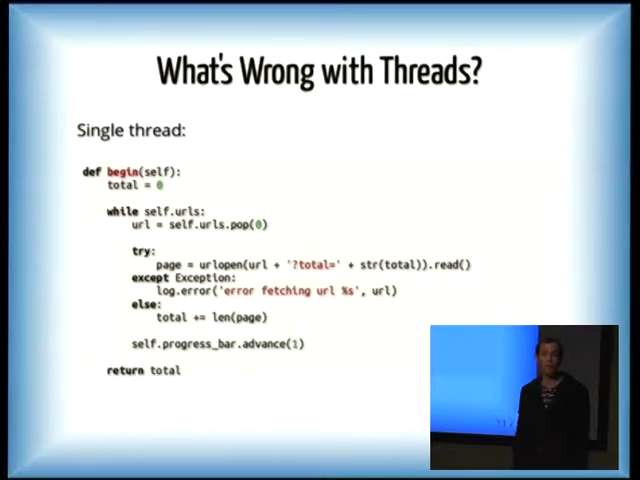 What's Wrong with Threads?
Single thread:
def begin(self):
total = 0
while self.urls:
url = self.urls.pop(0)
try:
page = urlopen(url + '?total=' + str(total)).read()
except Exception:
log.error('error fetching url %s', url)
else:
total += len(page)
self.progress_bar.advance(1)
return total